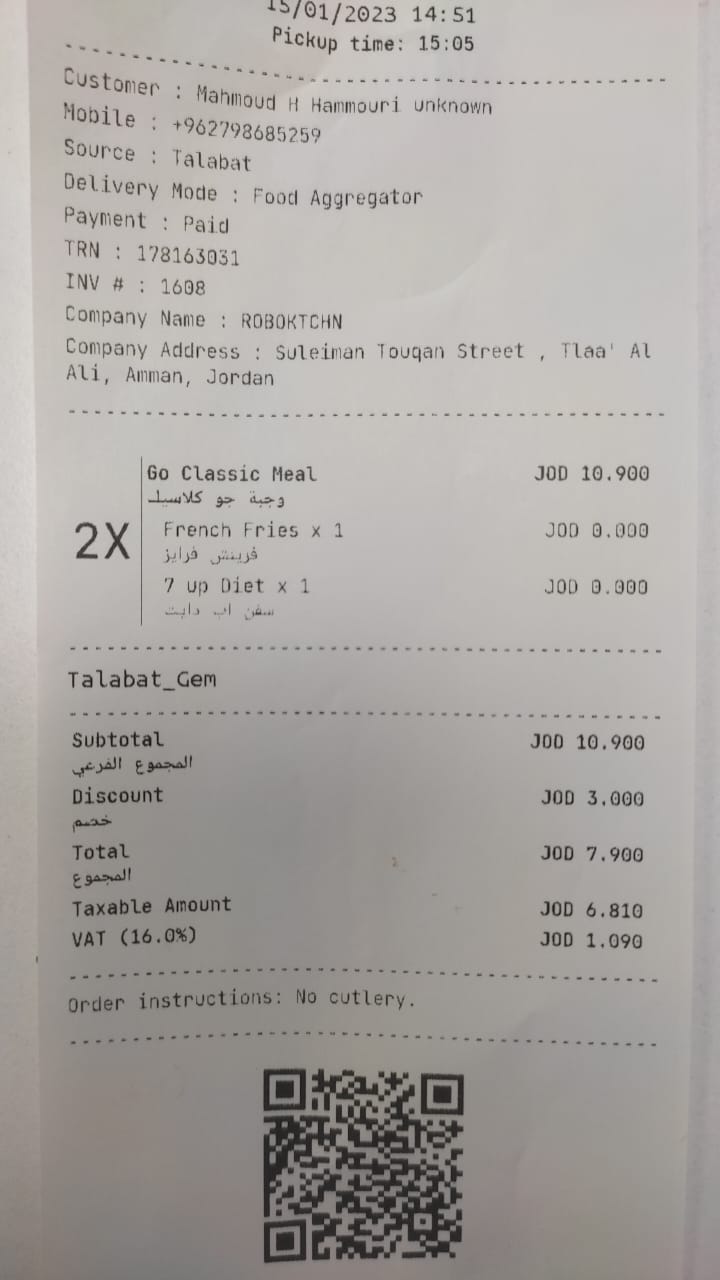 15/01/2023 14:51
Pickup time: 15:05
Customer : Mahmoud H Hammouri unknown
Mobile : +962798685259
Source : Talabat
Delivery Mode : Food Aggregator
Payment : Paid
TRN : 178163031
INV # : 1608
Company Name : ROBOKTCHN
Company Address : Suleiman Touqan Street , Tlaa' Al
Ali, Amman, Jordan
2X
Go Classic Meal JOD 10.900
وجبة جو كلاسيك
French Fries x 1 JOD 0.000
فرينش فرايز
7 up Diet x 1 JOD 0.000
سفن اب دايت
Talabat_Gem
Subtotal JOD 10.900
المجموع الفرعي
Discount JOD 3.000
خصم
Total JOD 7.900
المجموع
Taxable Amount JOD 6.810
VAT (16.0%) JOD 1.090
Order instructions: No cutlery.